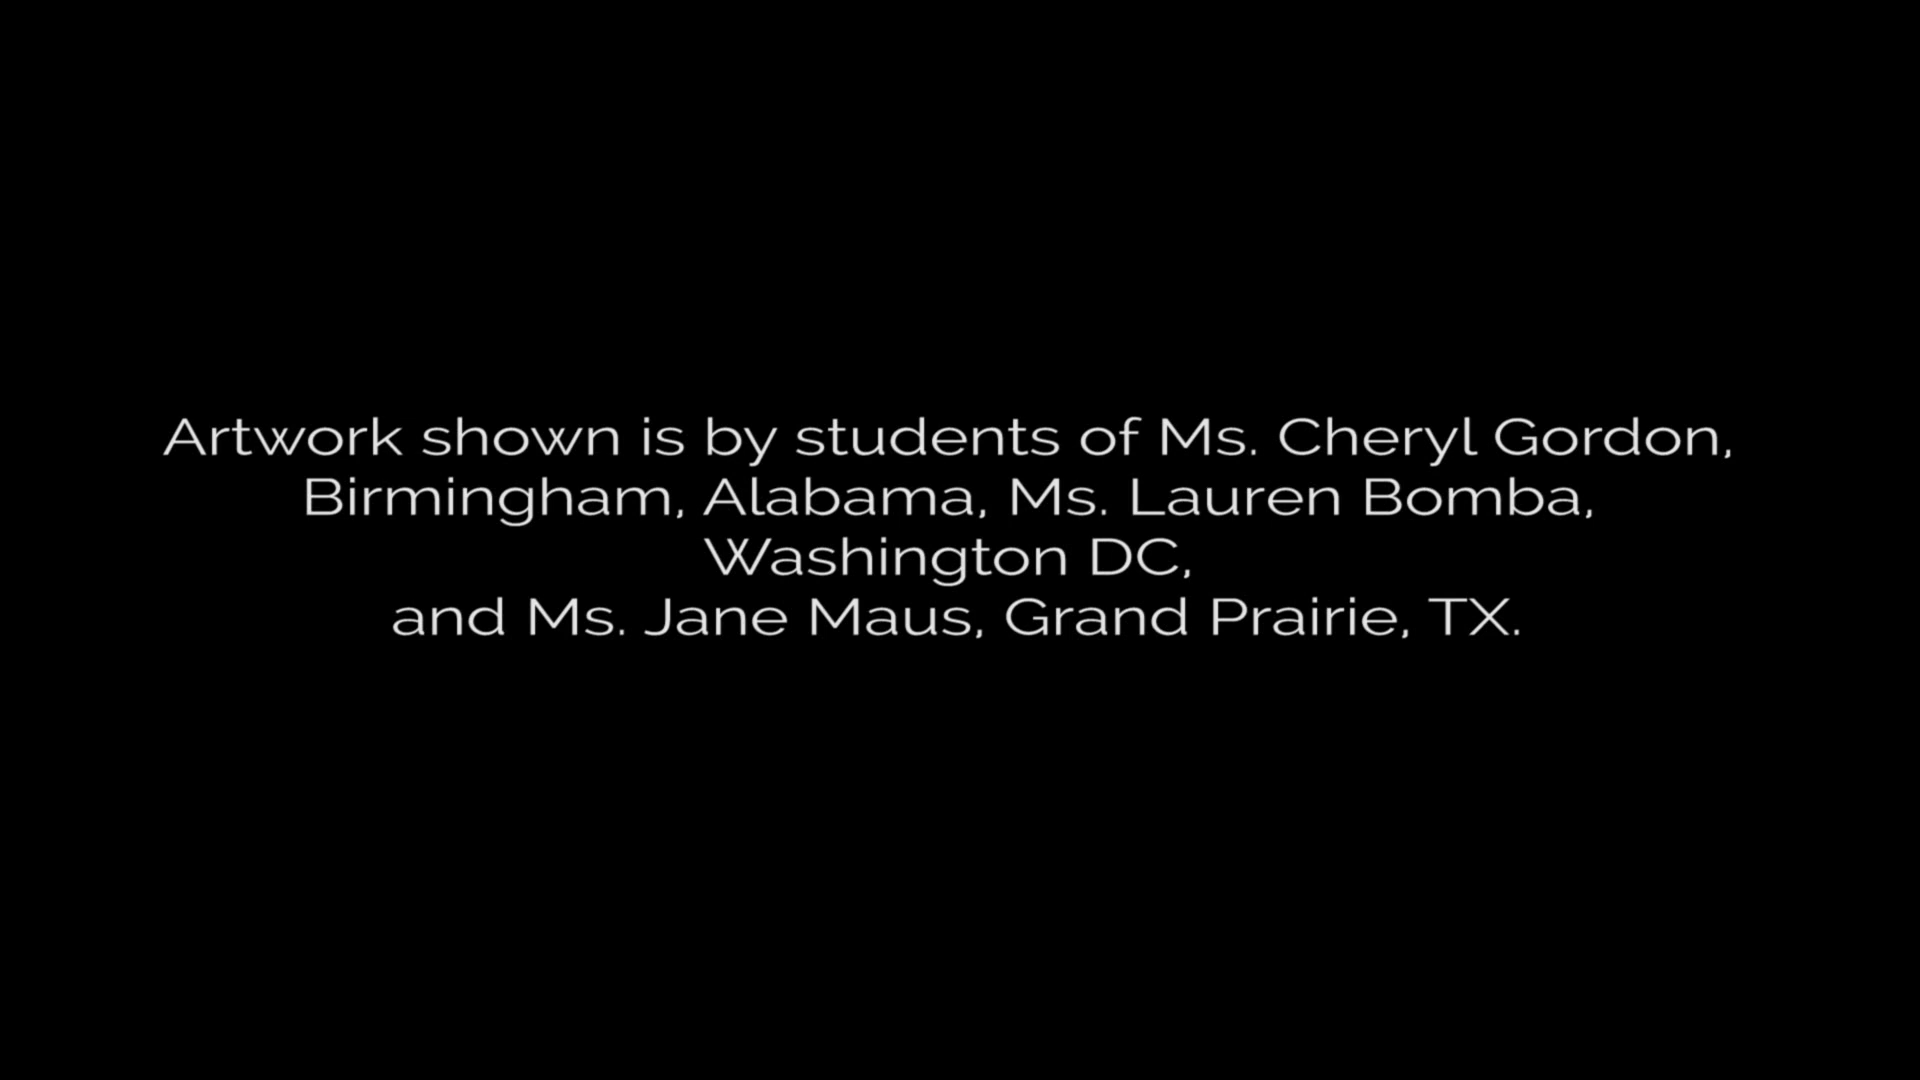 Artwork shown is by students of Ms. Cheryl Gordon,
Birmingham, Alabama, Ms. Lauren Bomba,
Washington DC,
and Ms. Jane Maus, Grand Prairie, TX.